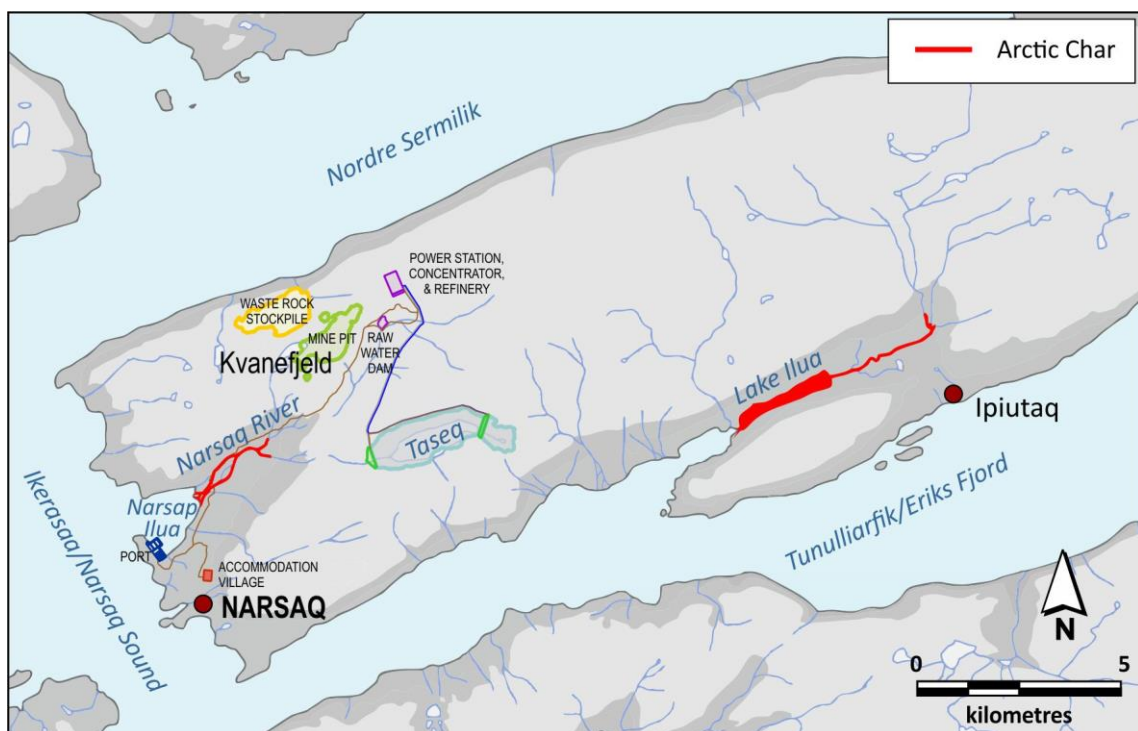 Arctic Char
Nordre Sermilik
POWER STATION,
CONCENTRATOR,
& REFINERY
WASTE ROCK
STOCKPILE
MINE PIT
RAW
WATER
DAM
Kvanefjeld
Lake Ilua
Ipiutaq
Taseq
Narsaq River
Narsap
Ilua
Ikerasaa/Narsaq Sound
PORT
ACCOMMODATION
VILLAGE
NARSAQ
Tunulliarfik/Eriks Fjord
N
0 5
kilometres